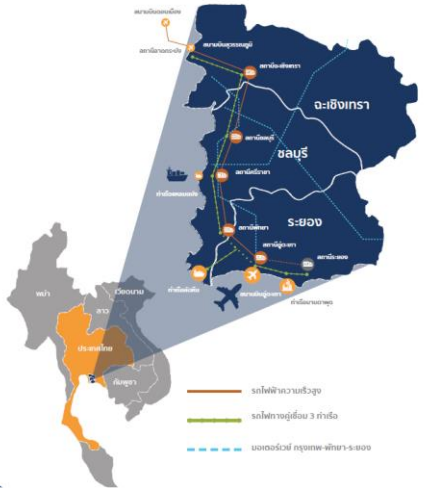 สนามบินดอนเมือง
สถานีลาดกระบัง
สนามบินสุวรรณภูมิ
สถานีฉะเชิงเทรา
ฉะเชิงเทรา
สถานีชลบุรี
ชลบุรี
สถานีศรีราชา
ท่าเรือแหลมฉบัง
ระยอง
สถานีพัทยา
สถานีอู่ตะเภา
สถานีระยอง
ท่าเรือสัตหีบ
สนามบินอู่ตะเภา
ท่าเรือมาบตาพุด
พม่า
ลาว
เวียดนาม
ประเทศไทย
กัมพูชา
รถไฟฟ้าความเร็วสูง
รถไฟทางคู่เชื่อม 3 ท่าเรือ
มอเตอร์เวย์ กรุงเทพ-พัทยา-ระยอง